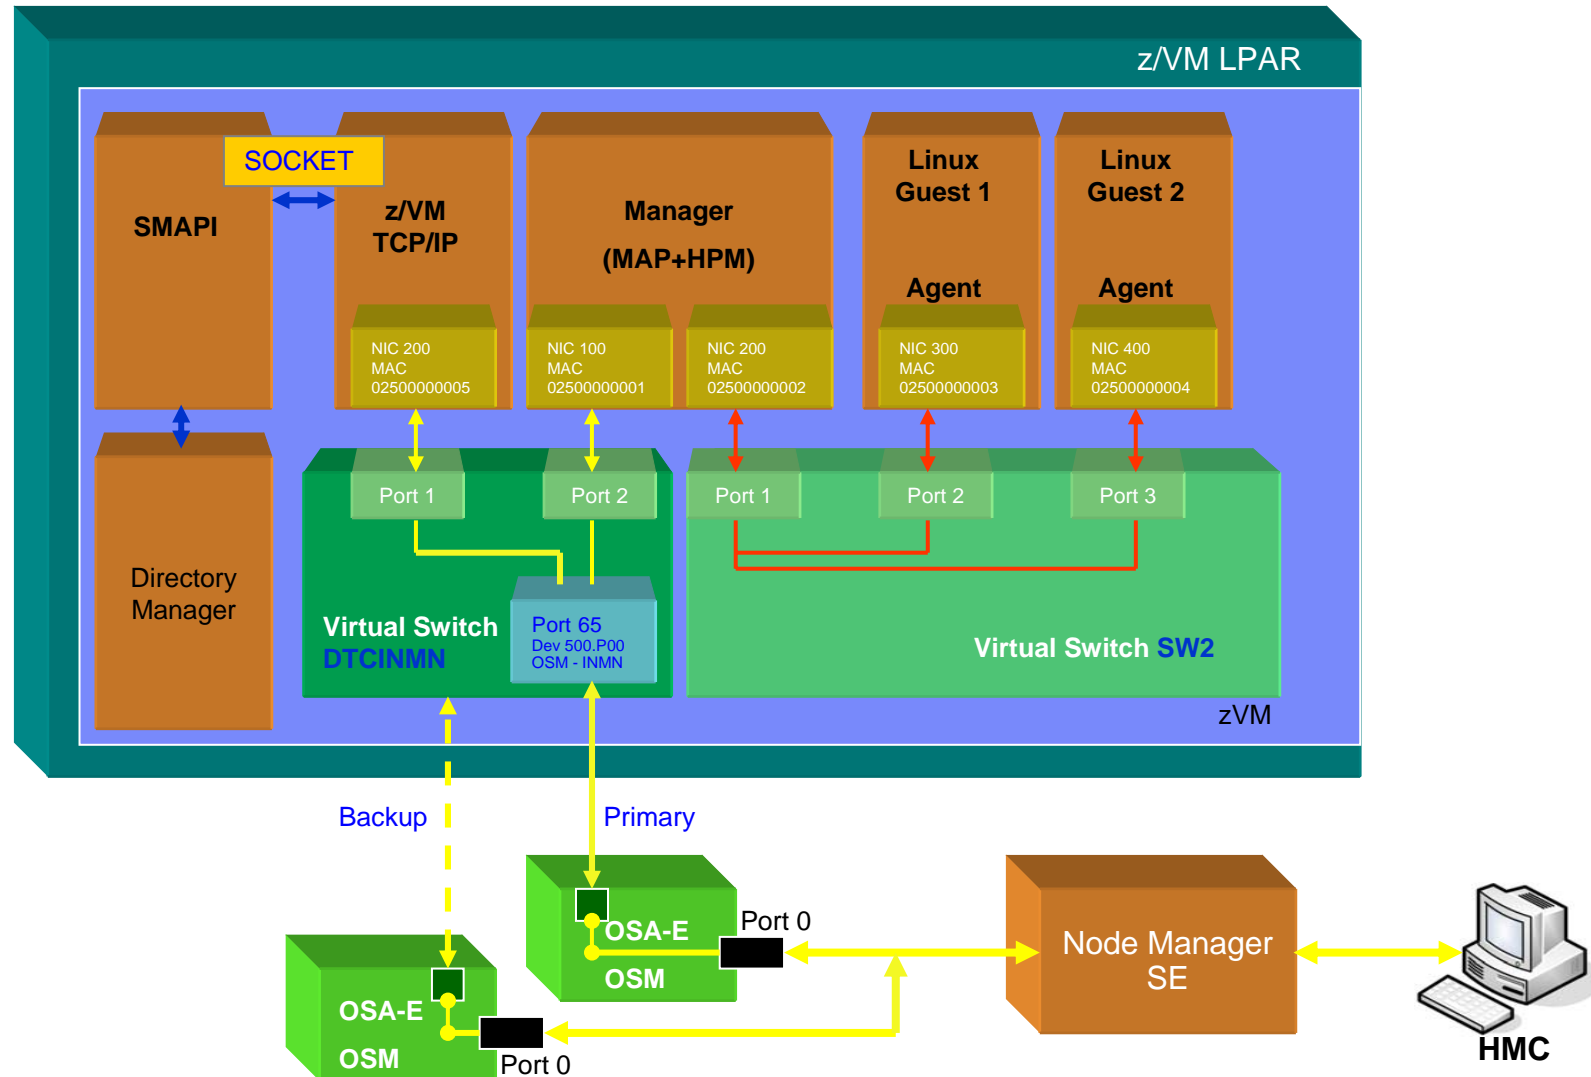 z/VM LPAR
SOCKET
SMAPI
z/VM
TCP/IP
Manager
(MAP+HPM)
Linux
Guest 1
Agent
Linux
Guest 2
Agent
NIC 200
MAC
02500000005
NIC 100
MAC
02500000001
NIC 200
MAC
02500000002
NIC 300
MAC
02500000003
NIC 400
MAC
02500000004
Port 1
Port 2
Port 1
Port 2
Port 3
Directory
Manager
Virtual Switch
DTCINMN
Port 65
Dev 500.P00
OSM - INMN
Virtual Switch SW2
zVM
Backup
Primary
OSA-E
OSM
Port 0
Node Manager
SE
OSA-E
OSM
Port 0
HMC